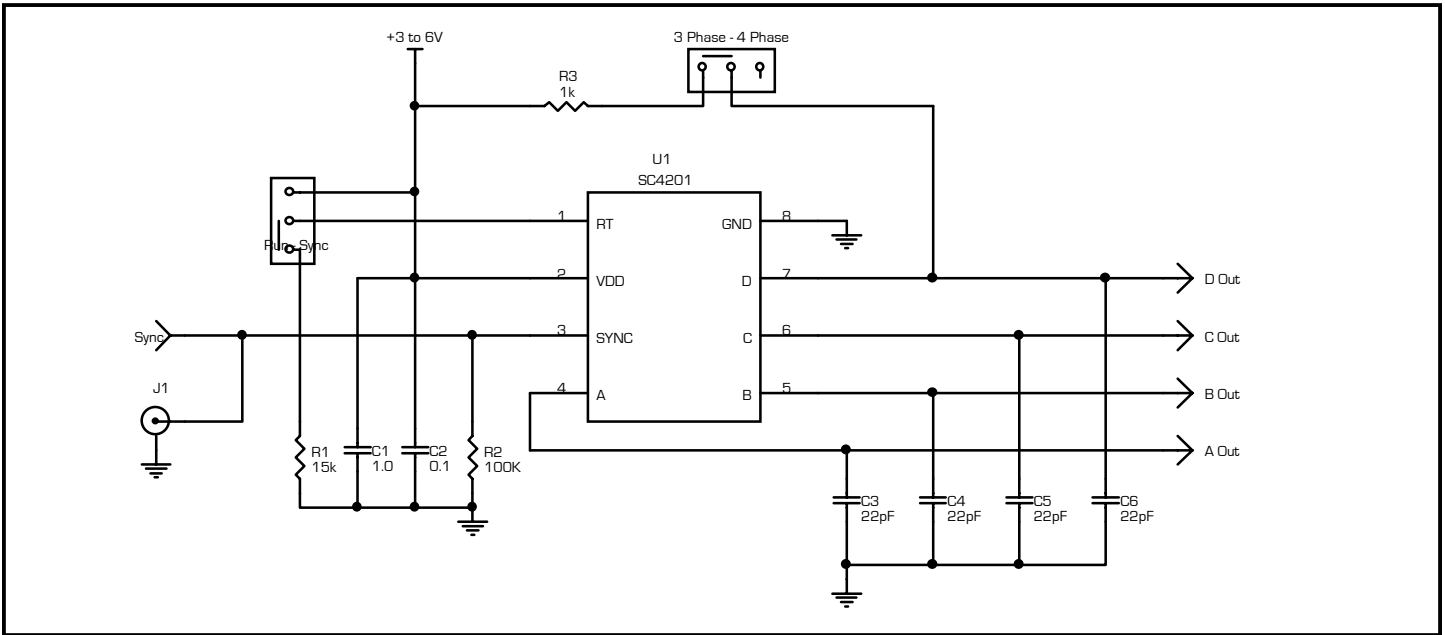 +3 to 6V
3 Phase - 4 Phase
R3
1k
U1
SC4201
1
RT
GND
8
Run - Sync
2
VDD
D
7
D Out
Sync
3
SYNC
C
6
C Out
J1
4
A
B
5
B Out
A Out
R1
15k
C1
1.0
C2
0.1
R2
100K
C3
22pF
C4
22pF
C5
22pF
C6
22pF